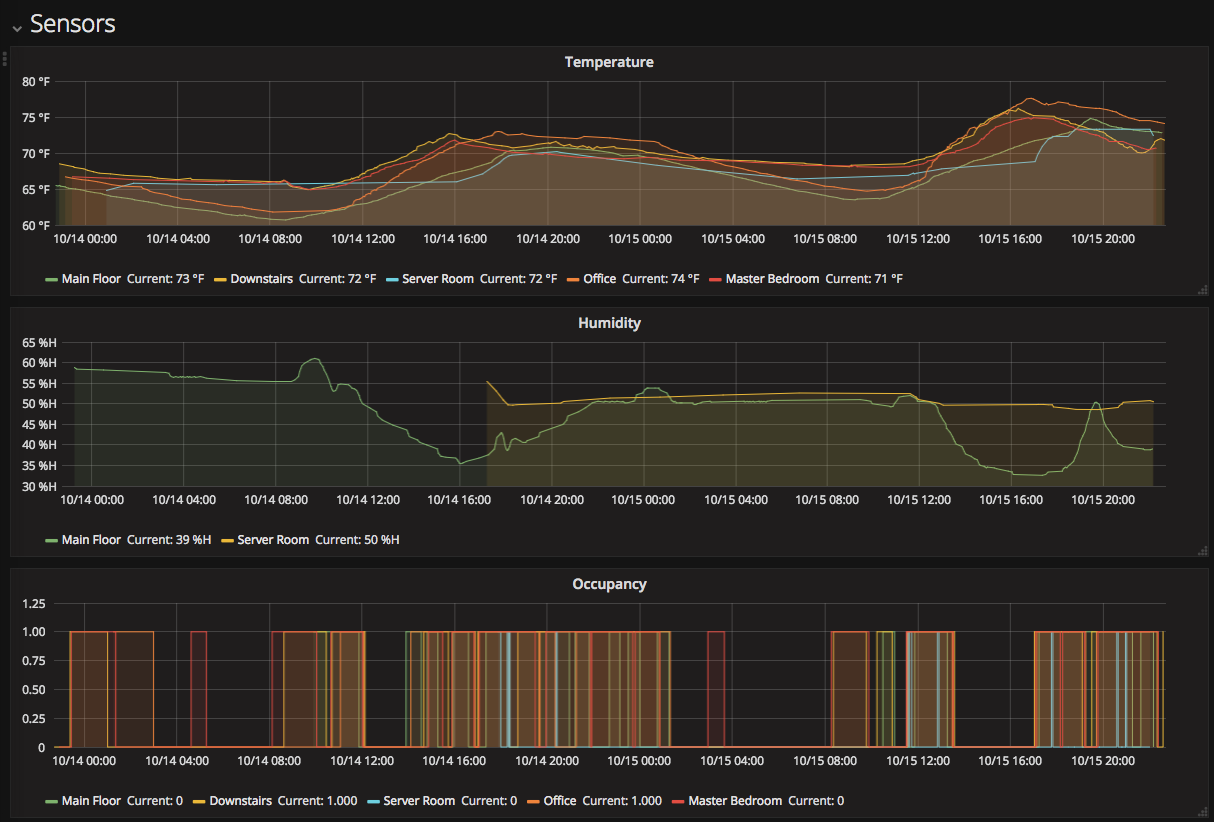 Sensors
Temperature
80 °F
75 °F
70 °F
65 °F
60 °F
10/14 00:00 10/14 04:00 10/14 08:00 10/14 12:00 10/14 16:00 10/14 20:00 10/15 00:00 10/15 04:00 10/15 08:00 10/15 12:00 10/15 16:00 10/15 20:00
Main Floor Current: 73 °F Downstairs Current: 72 °F Server Room Current: 72 °F Office Current: 74 °F Master Bedroom Current: 71 °F
Humidity
65 %H
60 %H
55 %H
50 %H
45 %H
40 %H
35 %H
30 %H
10/14 00:00 10/14 04:00 10/14 08:00 10/14 12:00 10/14 16:00 10/14 20:00 10/15 00:00 10/15 04:00 10/15 08:00 10/15 12:00 10/15 16:00 10/15 20:00
Main Floor Current: 39 %H Server Room Current: 50 %H
Occupancy
1.25
1.00
0.75
0.50
0.25
0
10/14 00:00 10/14 04:00 10/14 08:00 10/14 12:00 10/14 16:00 10/14 20:00 10/15 00:00 10/15 04:00 10/15 08:00 10/15 12:00 10/15 16:00 10/15 20:00
Main Floor Current: 0 Downstairs Current: 1.000 Server Room Current: 0 Office Current: 1.000 Master Bedroom Current: 0